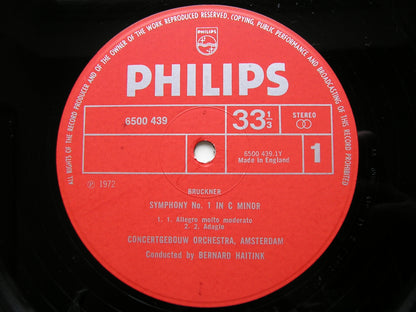 ALL RIGHTS OF THE RECORD PRODUCER AND OF THE OWNER OF THE WORK REPRODUCED RESERVED, COPYING, PUBLIC PERFORMANCE AND BROADCASTING OF THIS RECORD PROHIBITED
PHILIPS
PHILIPS
6500 439
33 1/3
STEREO
6500 439.1Y
Made in England
1
℗ 1972
BRUCKNER
SYMPHONY No. 1 IN C MINOR
1. 1. Allegro molto moderato
2. 2. Adagio
CONCERTGEBOUW ORCHESTRA, AMSTERDAM
Conducted by BERNARD HAITINK